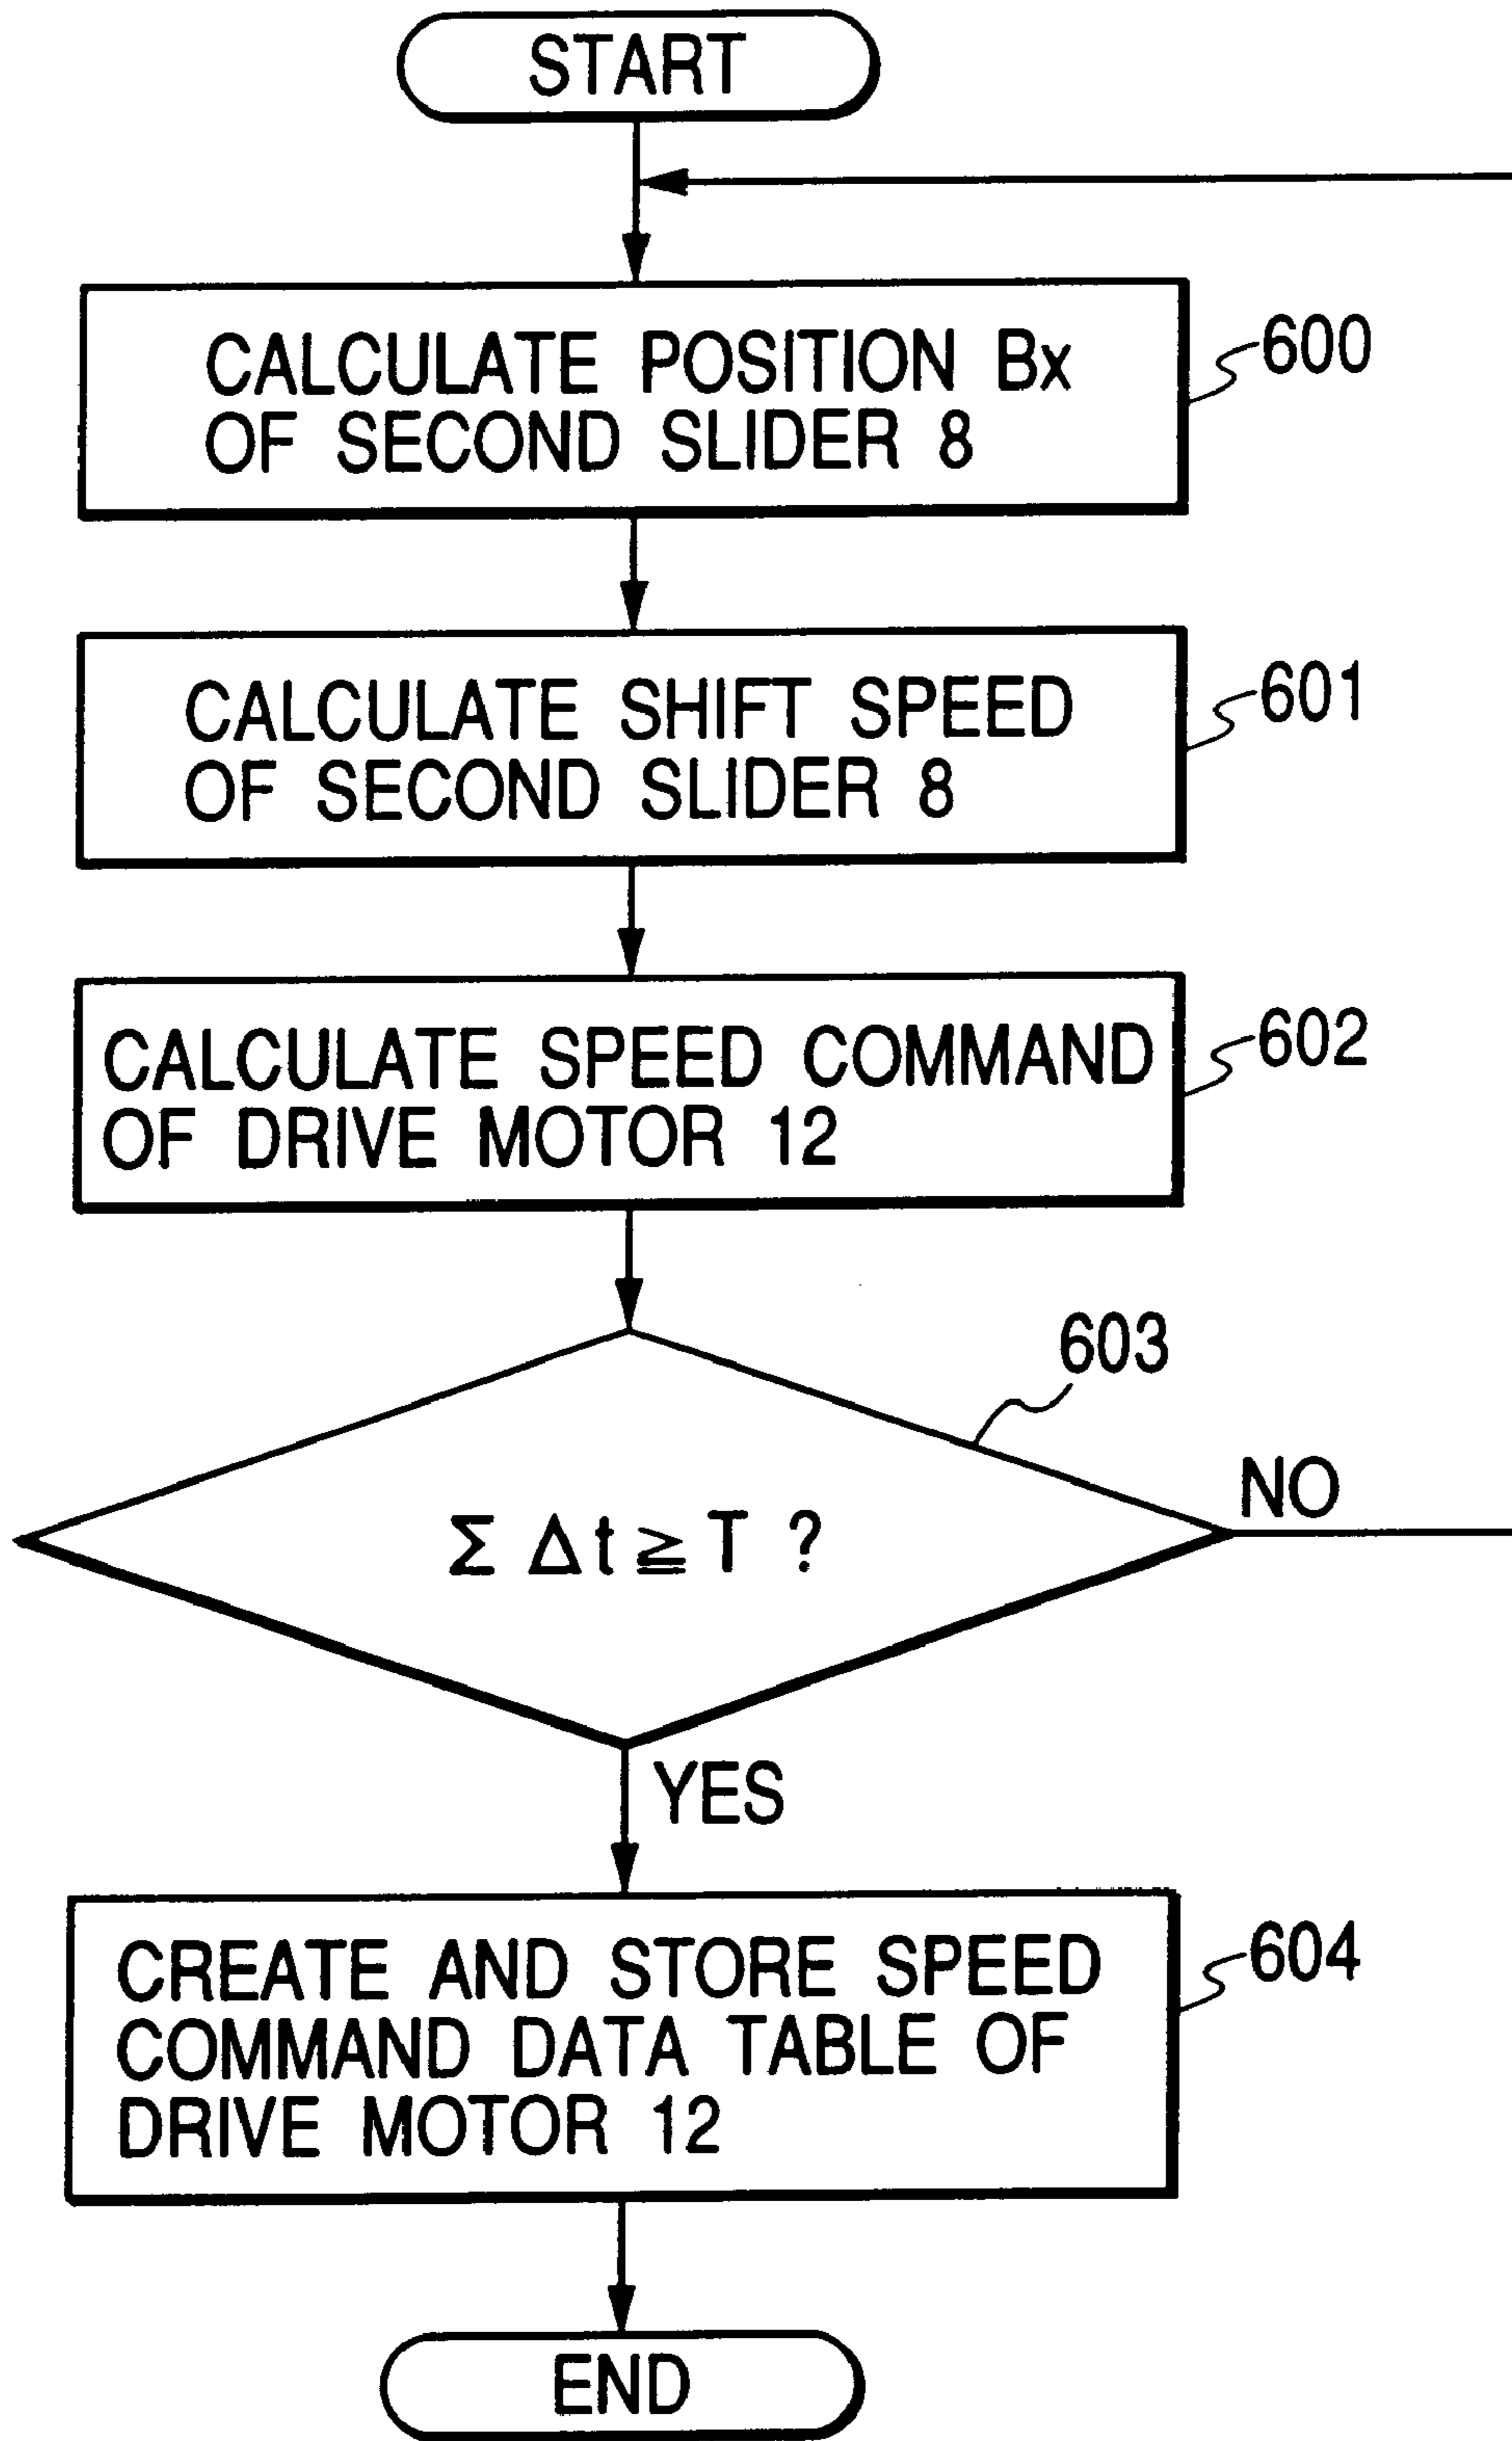 START
CALCULATE POSITION Bx
OF SECOND SLIDER 8
600
CALCULATE SHIFT SPEED
OF SECOND SLIDER 8
601
CALCULATE SPEED COMMAND
OF DRIVE MOTOR 12
602
603
Σ Δt ≧ T ?
NO
YES
CREATE AND STORE SPEED
COMMAND DATA TABLE OF
DRIVE MOTOR 12
604
END